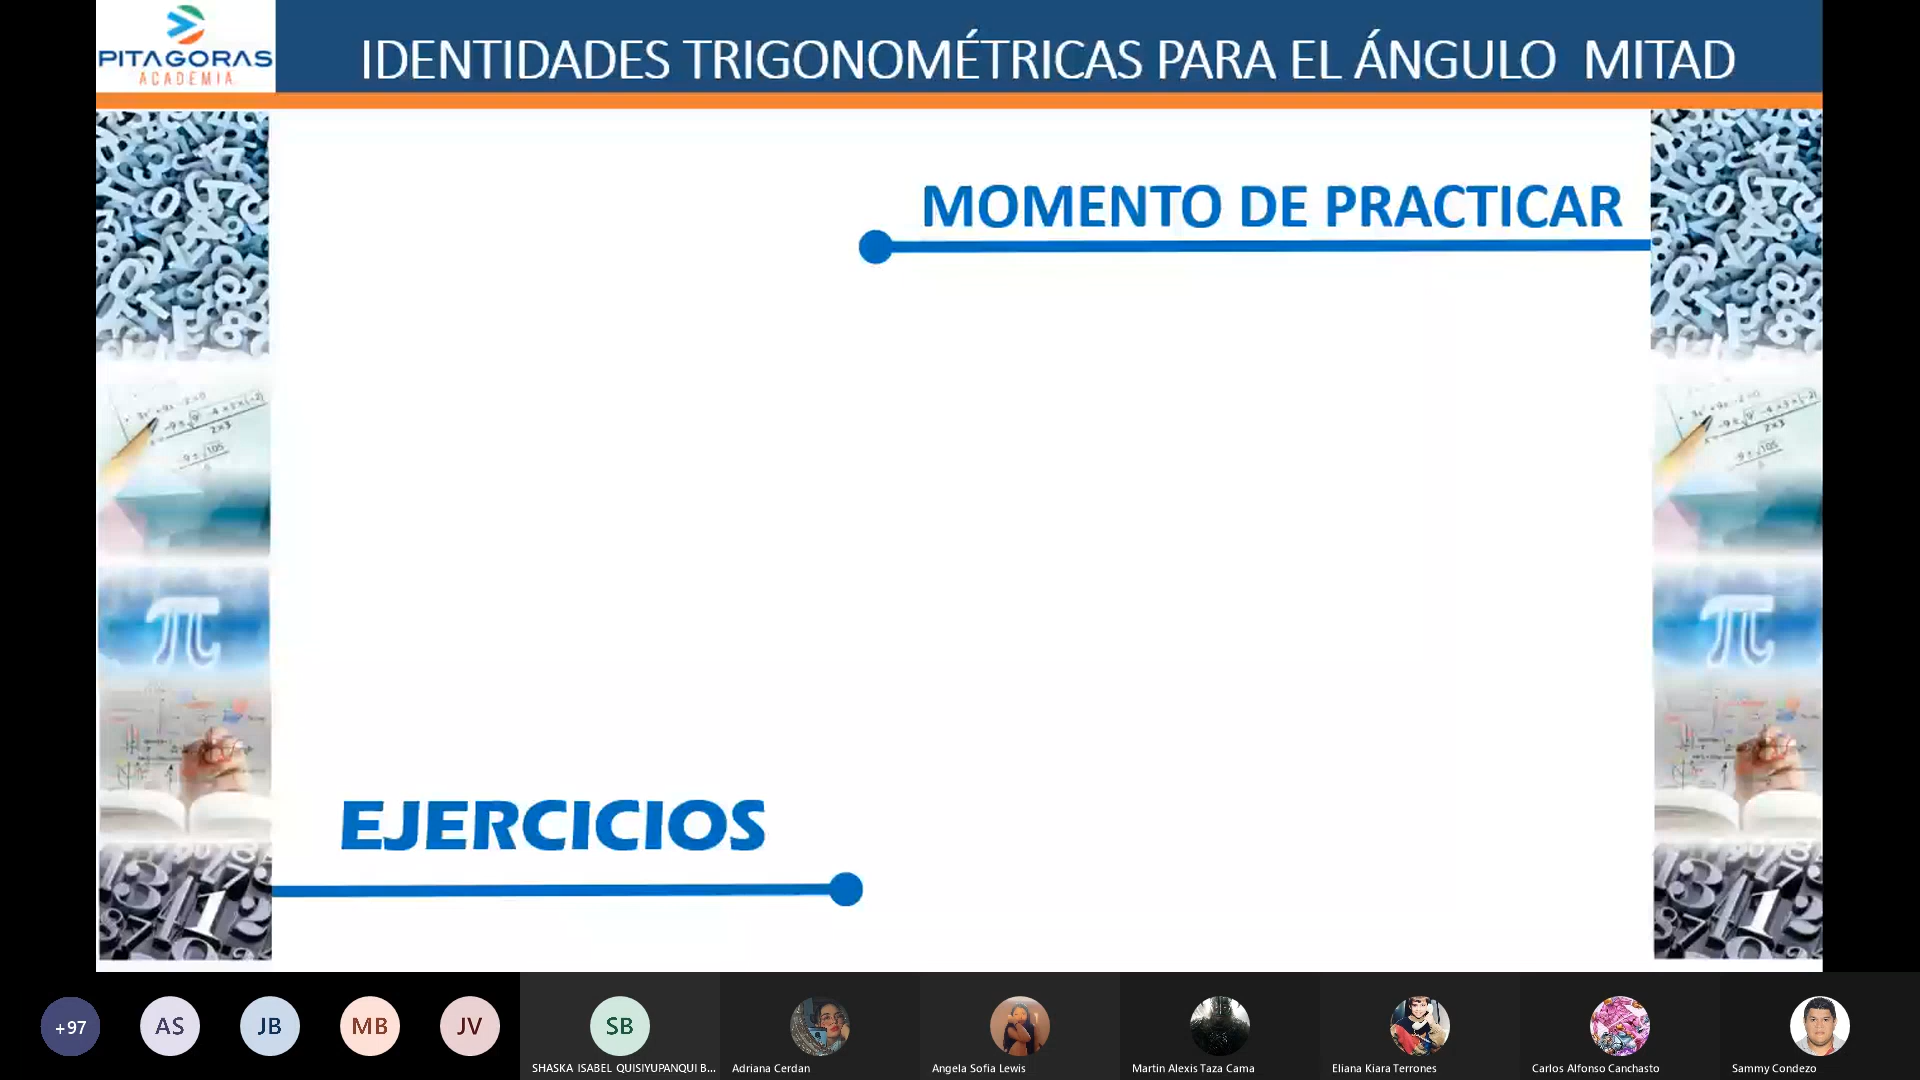 PITAGORAS
ACADEMIA
IDENTIDADES TRIGONOMÉTRICAS PARA EL ÁNGULO MITAD
MOMENTO DE PRACTICAR
EJERCICIOS
+97
AS
JB
MB
JV
SB
SHASKA ISABEL QUISIYUPANQUI B...
Adriana Cerdan
Angela Sofia Lewis
Martin Alexis Taza Cama
Eliana Kiara Terrones
Carlos Alfonso Canchasto
Sammy Condezo